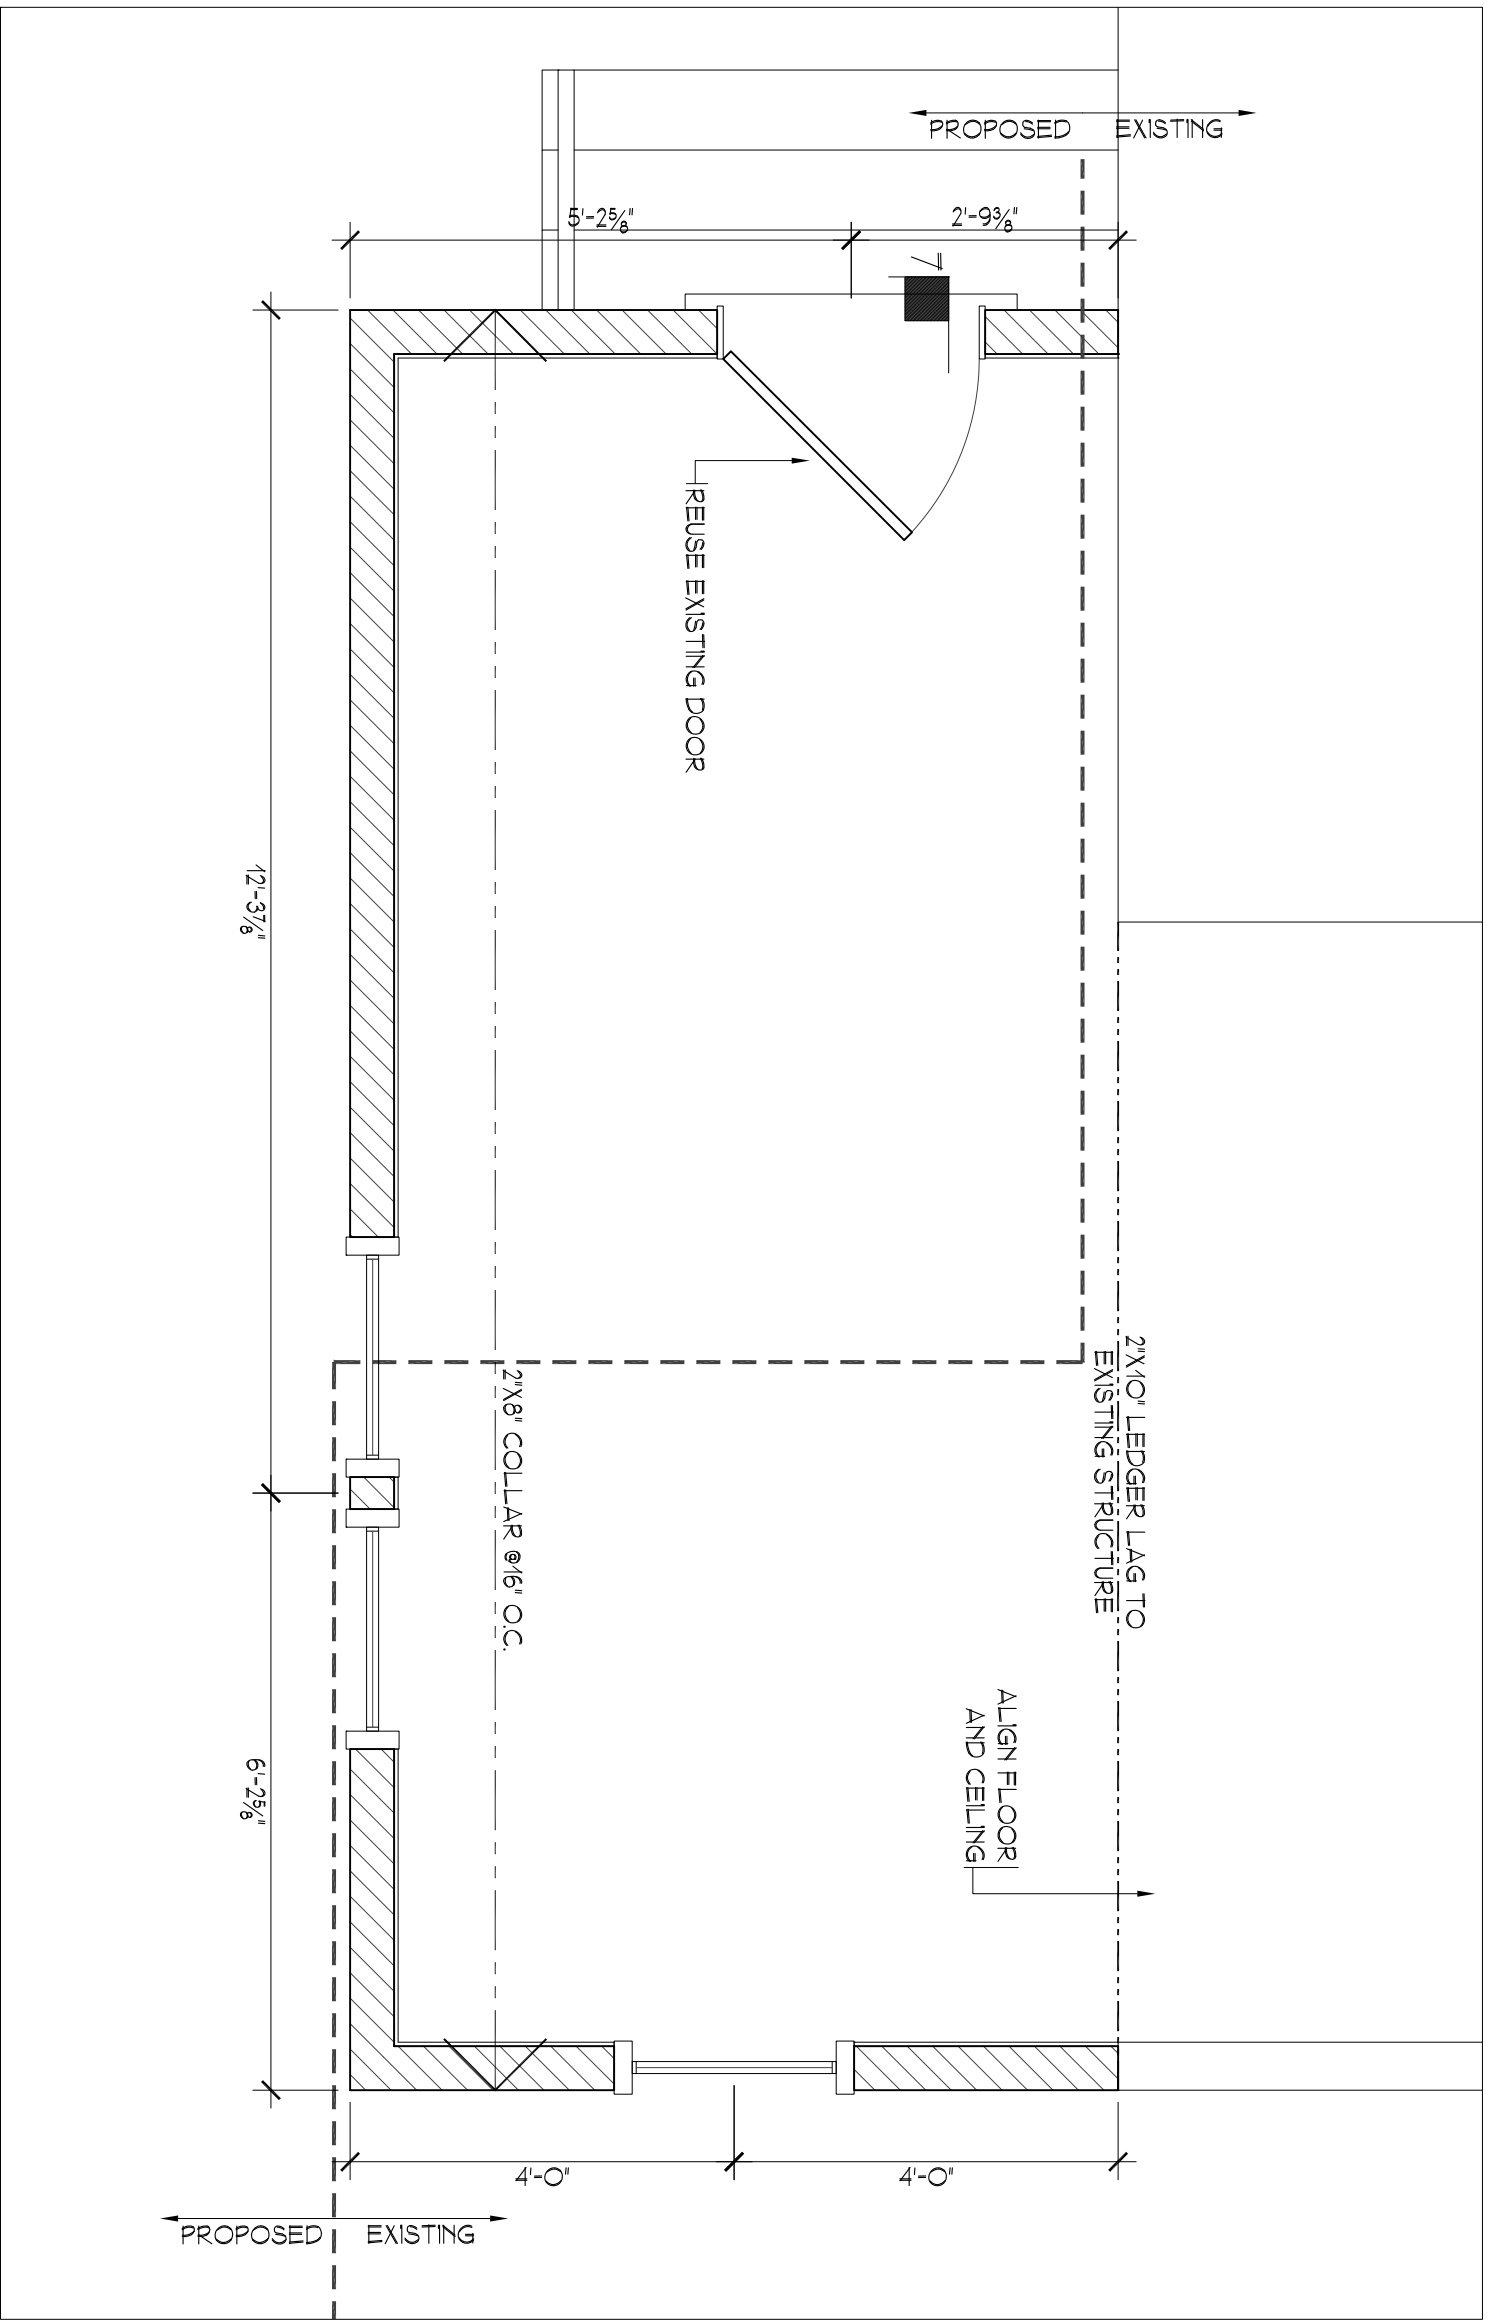 PROPOSED EXISTING
5'-2⅝"
2'-9⅜"
REUSE EXISTING DOOR
12'-3⅞"
2"X10" LEDGER LAG TO
EXISTING STRUCTURE
2"X8" COLLAR @16" O.C.
ALIGN FLOOR
AND CEILING
6'-2⅝"
4'-0"
4'-0"
PROPOSED EXISTING